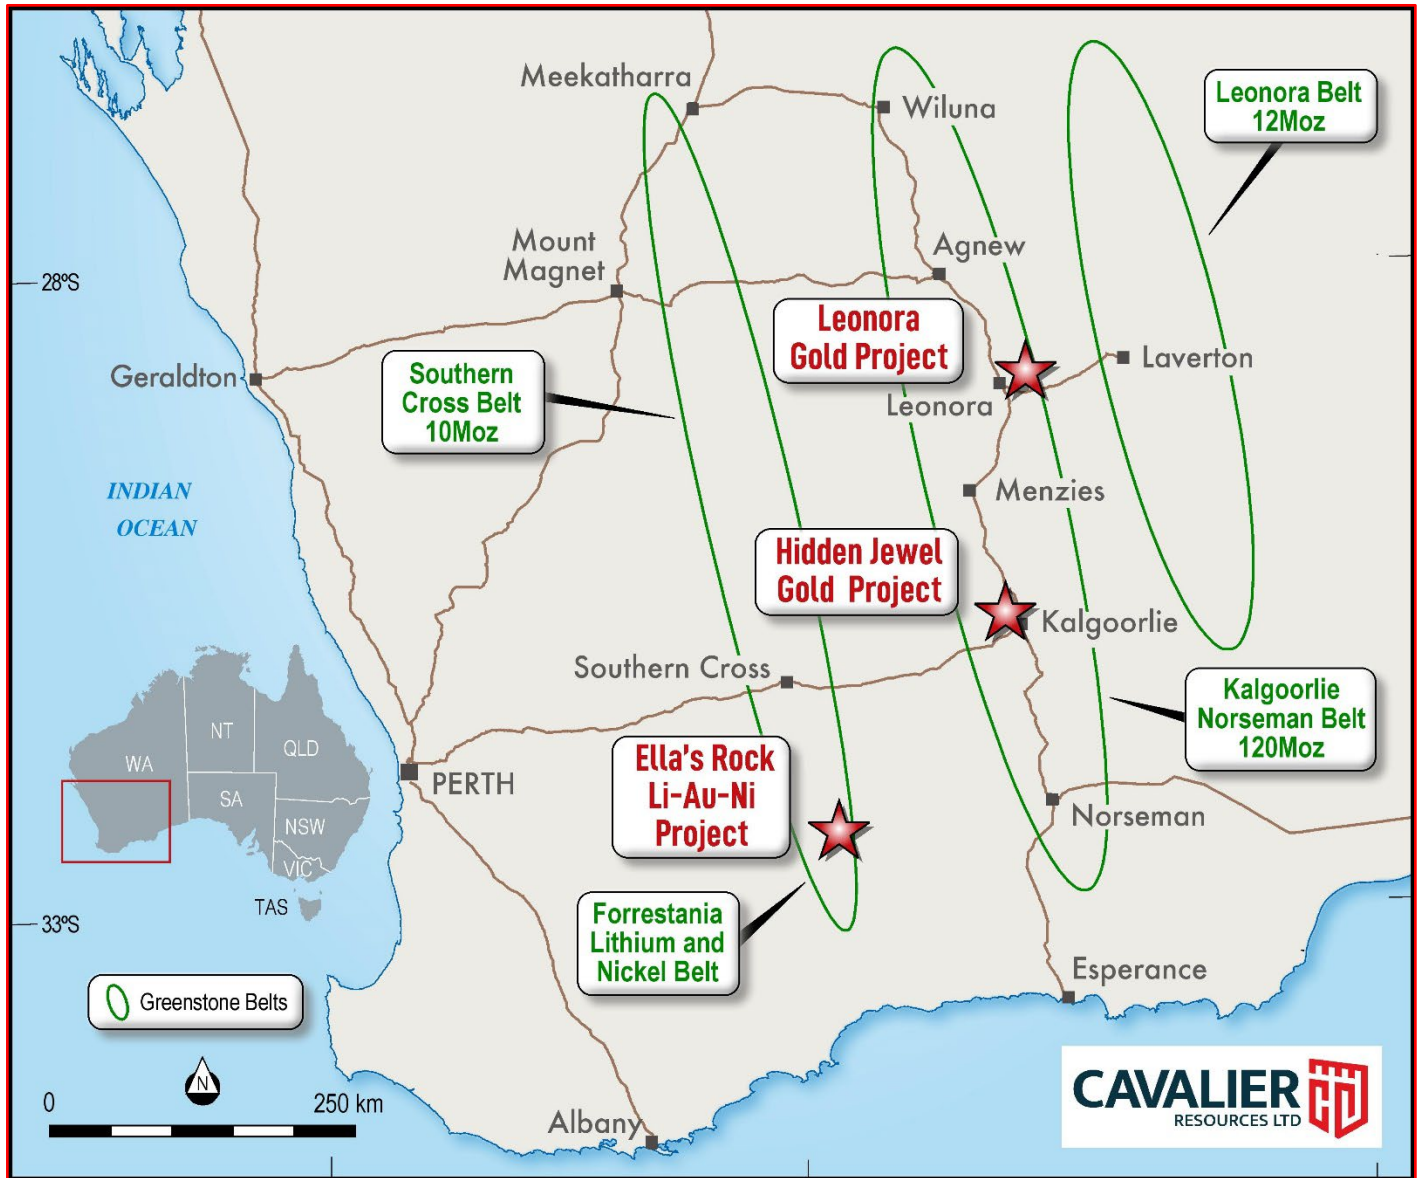 Meekatharra
Wiluna
Leonora Belt
12Moz
Mount
Magnet
Agnew
28ºS
Leonora
Gold Project
Laverton
Geraldton
Southern
Cross Belt
10Moz
Leonora
INDIAN
OCEAN
Menzies
Hidden Jewel
Gold Project
Kalgoorlie
Southern Cross
Kalgoorlie
Norseman Belt
120Moz
NT
QLD
WA
SA
NSW
VIC
TAS
PERTH
Ella's Rock
Li-Au-Ni
Project
Norseman
33ºS
Forrestania
Lithium and
Nickel Belt
Esperance
Greenstone Belts
N
0 250 km
Albany
CAVALIER
RESOURCES LTD